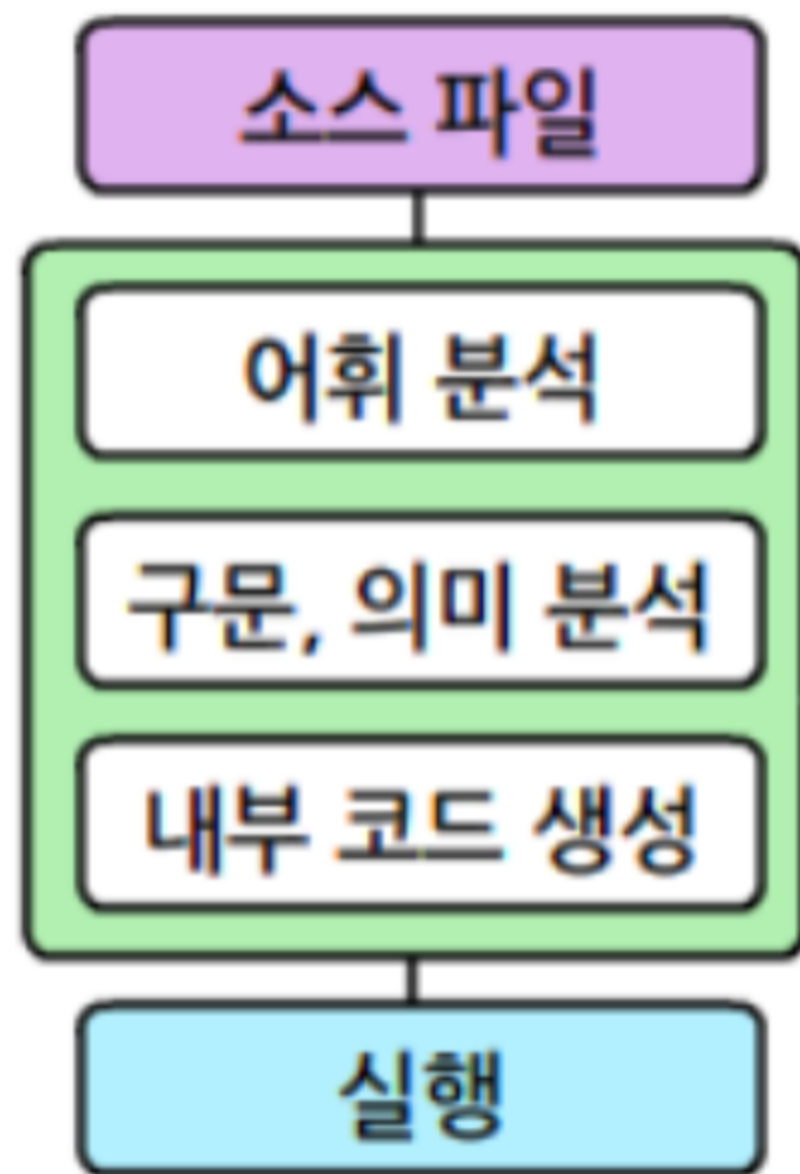 소스 파일
어휘 분석
구문, 의미 분석
내부 코드 생성
실행